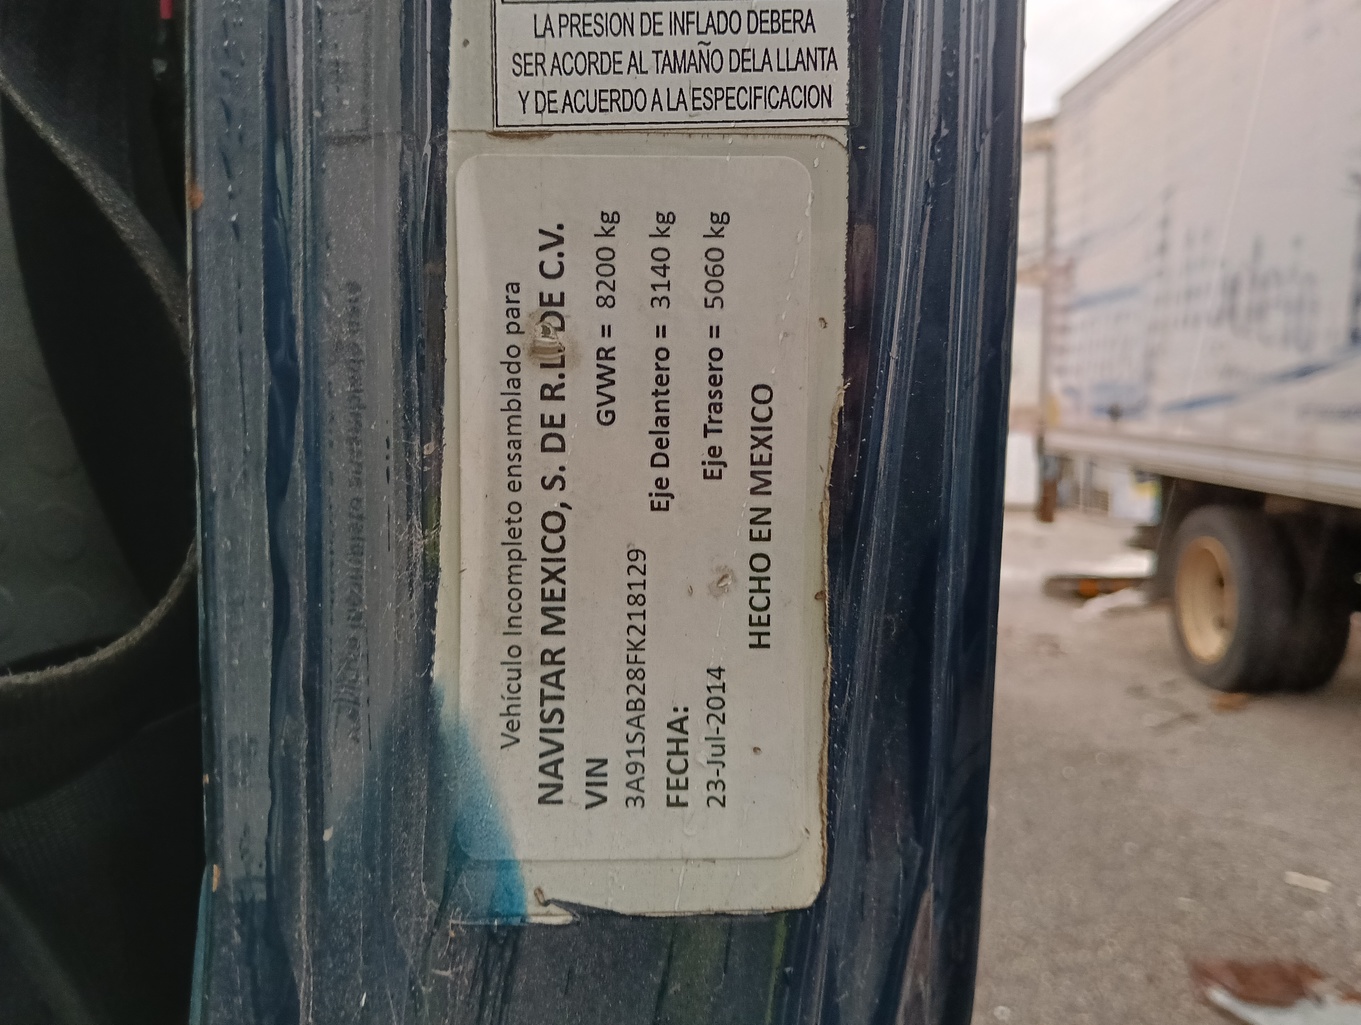 LA PRESION DE INFLADO DEBERA
SER ACORDE AL TAMAÑO DE LA LLANTA
Y DE ACUERDO A LA ESPECIFICACION
Vehículo Incompleto ensamblado para
NAVISTAR MEXICO, S. DE R.L. DE C.V.
VIN
GVWR = 8200 kg
3A91SAB28FK218129
Eje Delantero = 3140 kg
FECHA:
Eje Trasero = 5060 kg
23-Jul-2014
HECHO EN MEXICO